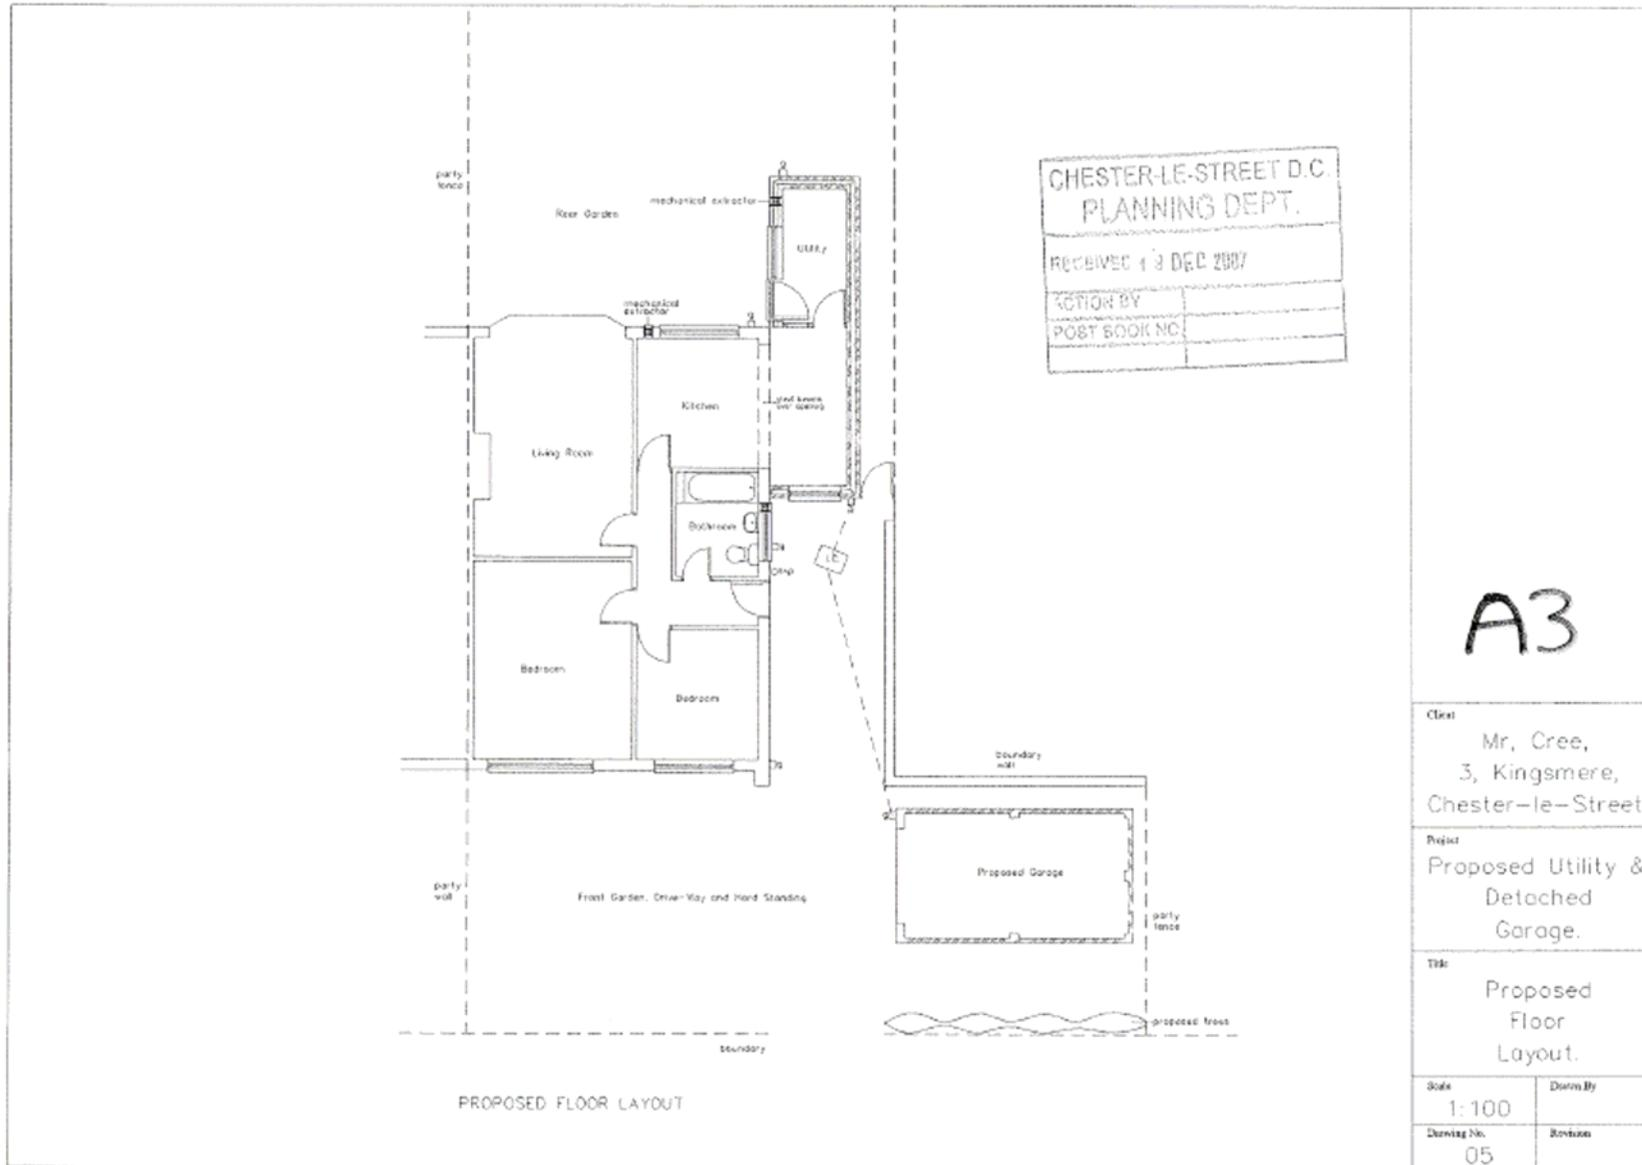 party
fence
Rear Garden
mechanical extractor
Utility
mechanical
extractor
Kitchen
steel beams
over opening
Living Room
Bathroom
Bedroom
Bedroom
boundary
wall
Proposed Garage
party
wall
Front Garden, Drive-Way and Hard Standing
party
fence
proposed trees
boundary
PROPOSED FLOOR LAYOUT
CHESTER-LE-STREET D.C.
PLANNING DEPT.
RECEIVED 19 DEC 2007
ACTION BY
POST BOOK NO
A3
Client
Mr, Cree,
3, Kingsmere,
Chester-le-Street
Project
Proposed Utility &
Detached
Garage.
Title
Proposed
Floor
Layout.
Scale
1:100
Drawn By
Drawing No.
05
Revision